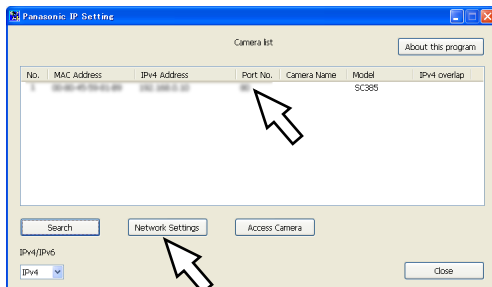 Panasonic IP Setting
Camera list
About this program
No. MAC Address IPv4 Address Port No. Camera Name Model IPv4 overlap
1 SC385
Search Network Settings Access Camera
IPv4/IPv6
IPv4 Close